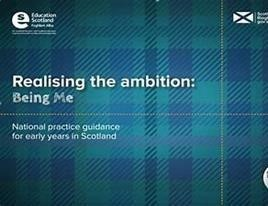 Education
Scotland
Foghlam Alba
Realising the ambition:
Being Me
National practice guidance
for early years in Scotland